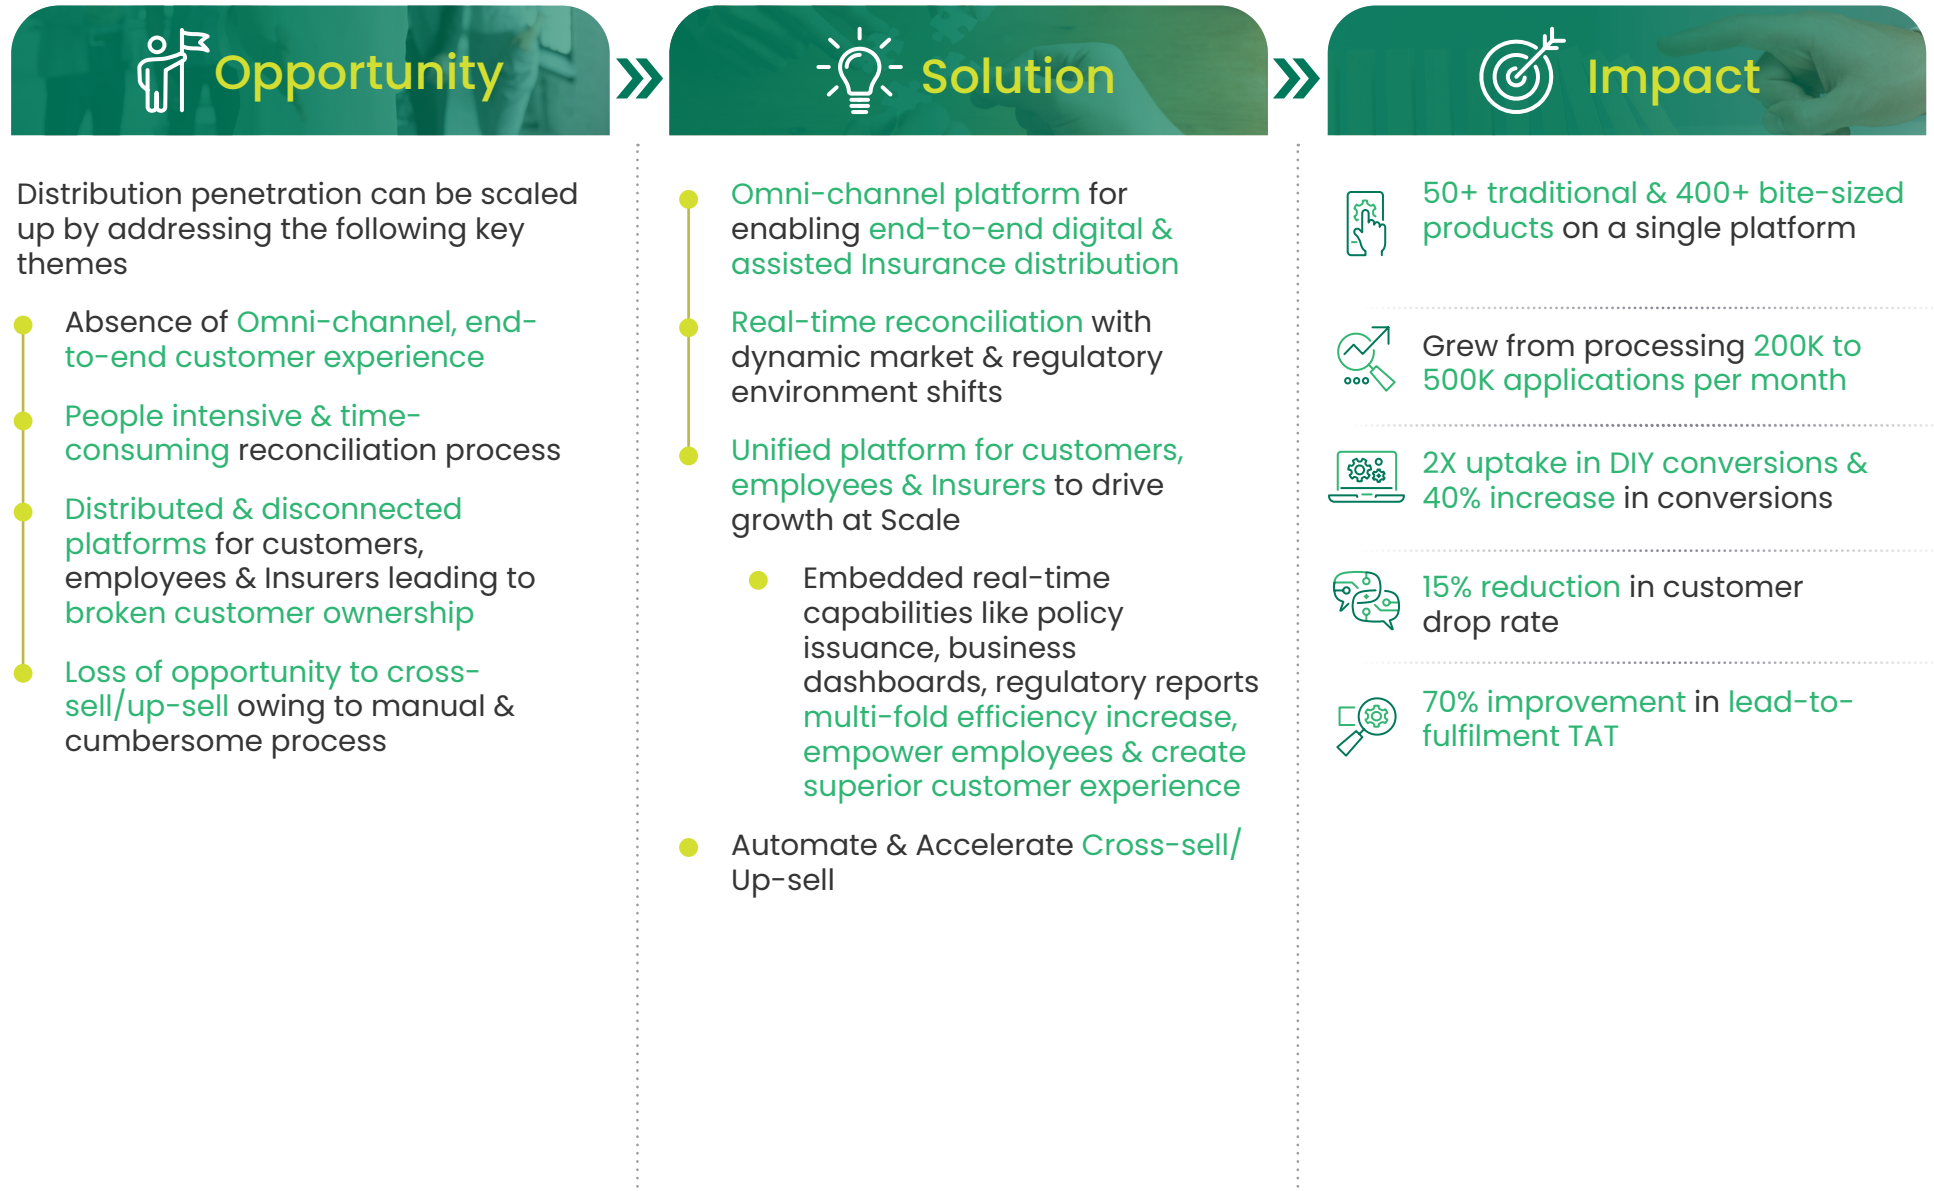 Opportunity
Distribution penetration can be scaled
up by addressing the following key
themes
Absence of Omni-channel, end-
to-end customer experience
People intensive & time-
consuming reconciliation process
Distributed & disconnected
platforms for customers,
employees & Insurers leading to
broken customer ownership
Loss of opportunity to cross-
sell/up-sell owing to manual &
cumbersome process
Solution
Omni-channel platform for
enabling end-to-end digital &
assisted Insurance distribution
Real-time reconciliation with
dynamic market & regulatory
environment shifts
Unified platform for customers,
employees & Insurers to drive
growth at Scale
Embedded real-time
capabilities like policy
issuance, business
dashboards, regulatory reports
multi-fold efficiency increase,
empower employees & create
superior customer experience
Automate & Accelerate Cross-sell/
Up-sell
Impact
50+ traditional & 400+ bite-sized
products on a single platform
Grew from processing 200K to
500K applications per month
2X uptake in DIY conversions &
40% increase in conversions
15% reduction in customer
drop rate
70% improvement in lead-to-
fulfilment TAT